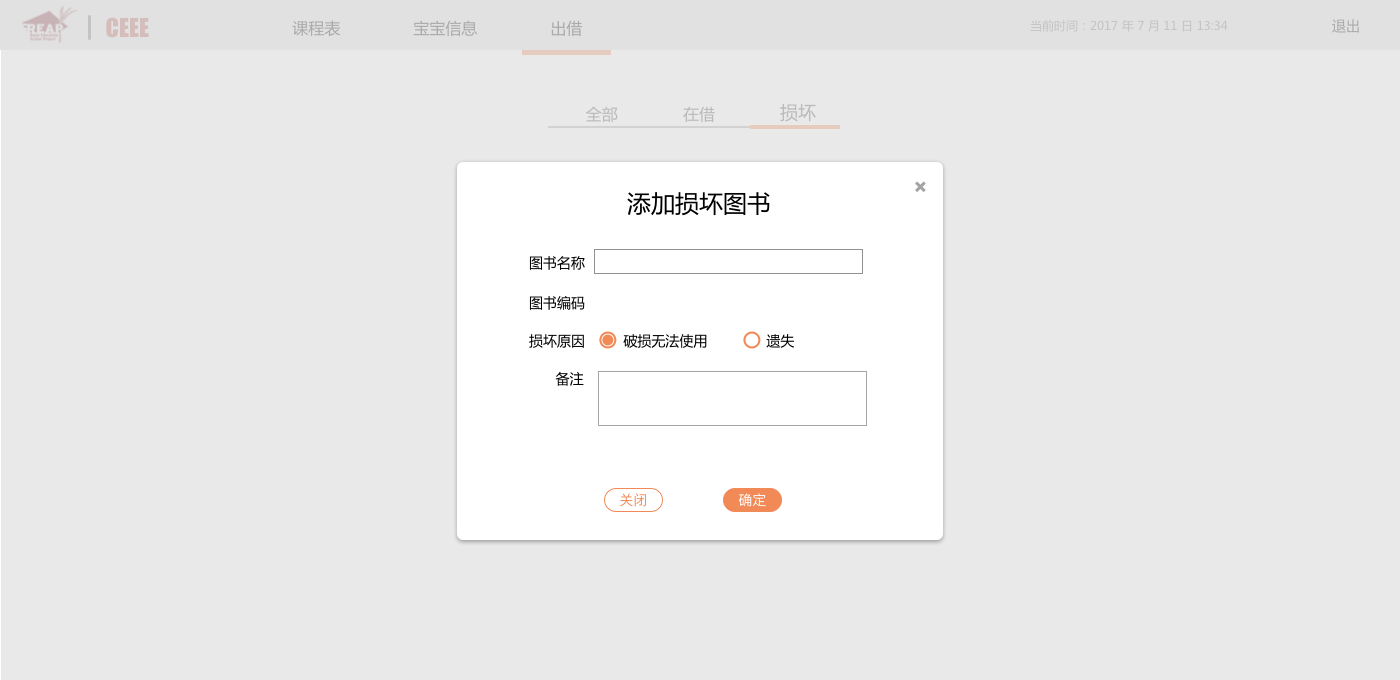 REAP CEEE 课程表 宝宝信息 出借 当前时间：2017 年 7 月 11 日 13:34 退出
全部 在借 损坏
添加损坏图书
图书名称
图书编码
损坏原因 破损无法使用 遗失
备注
关闭 确定